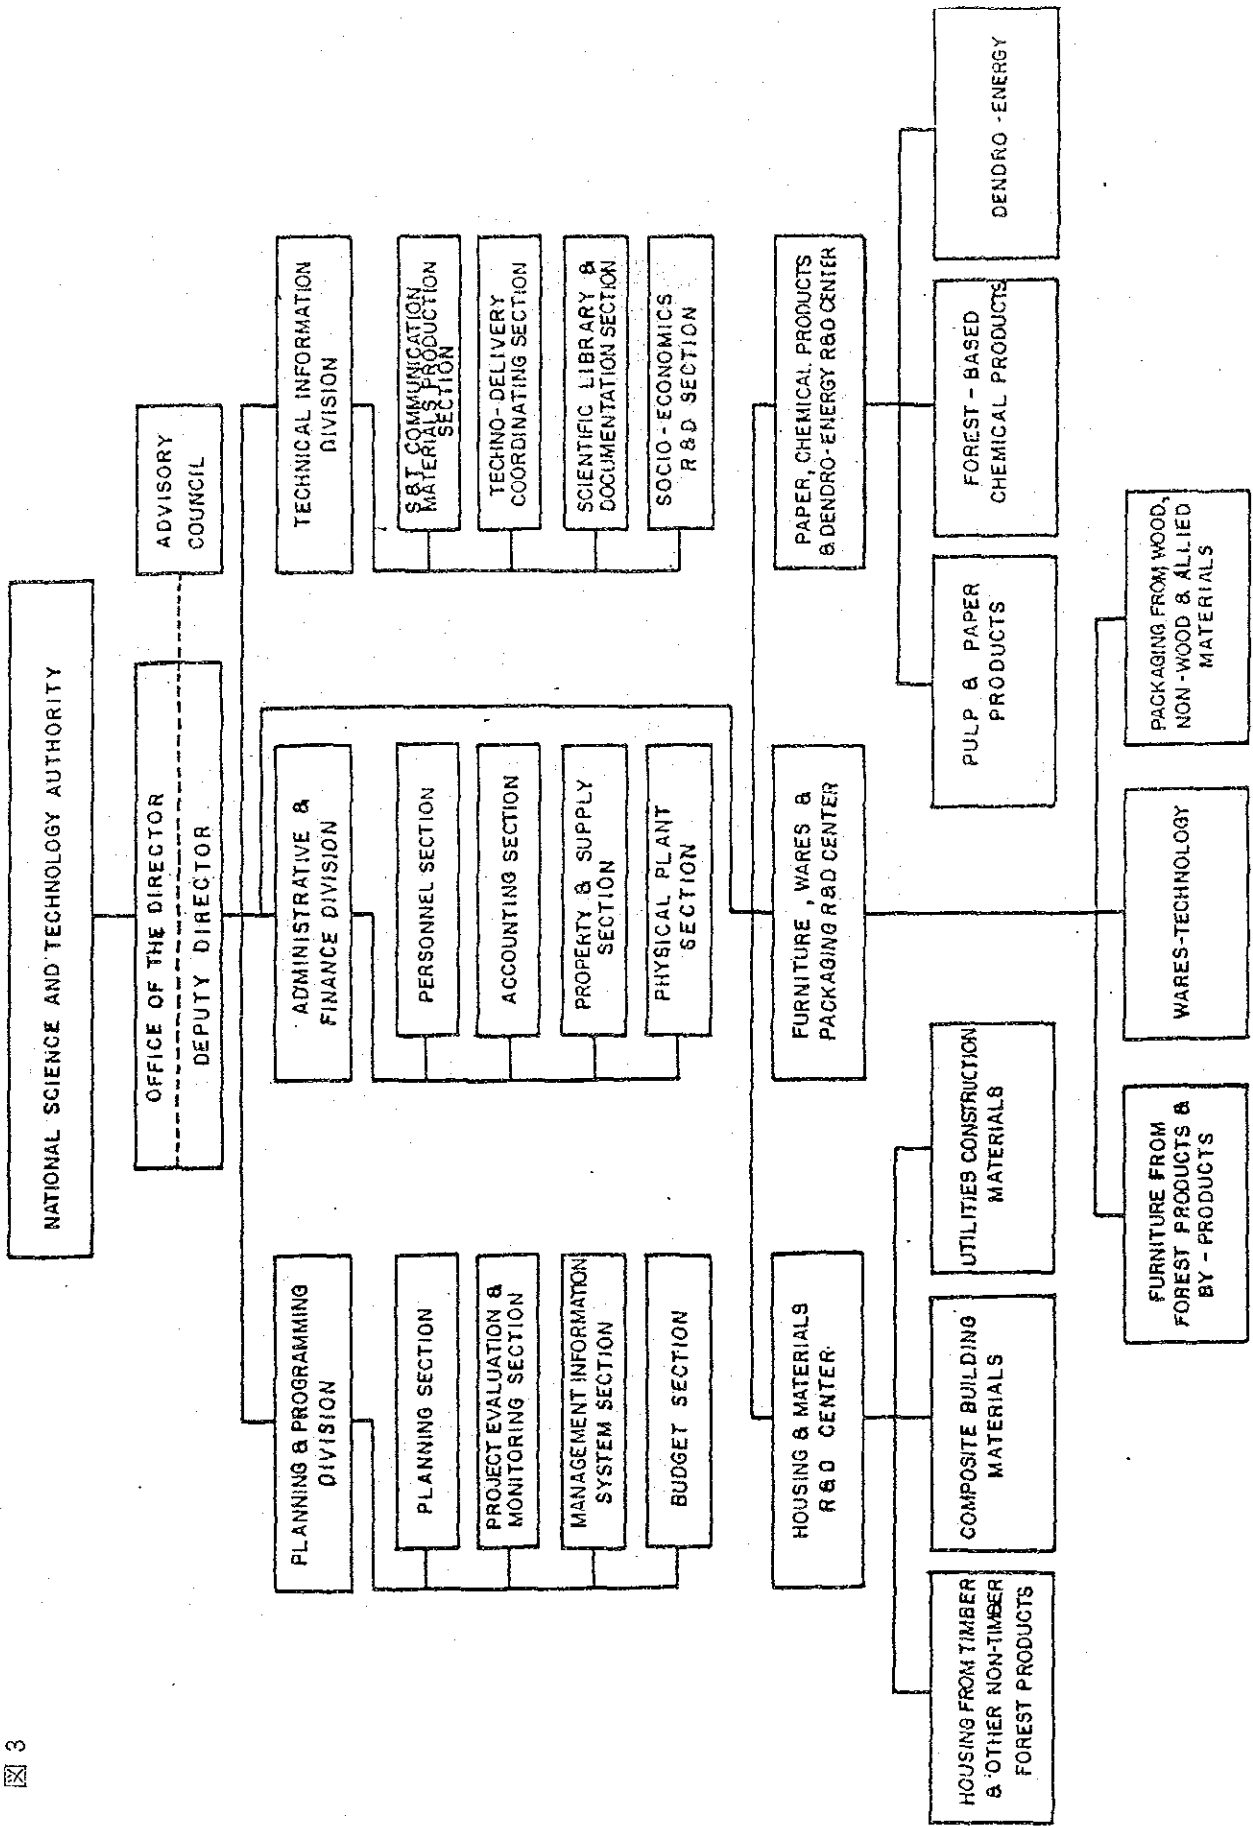 図 3
NATIONAL SCIENCE AND TECHNOLOGY AUTHORITY
OFFICE OF THE DIRECTOR
DEPUTY DIRECTOR
ADVISORY
COUNCIL
PLANNING & PROGRAMMING
DIVISION
PLANNING SECTION
PROJECT EVALUATION &
MONITORING SECTION
MANAGEMENT INFORMATION
SYSTEM SECTION
BUDGET SECTION
ADMINISTRATIVE &
FINANCE DIVISION
PERSONNEL SECTION
ACCOUNTING SECTION
PROPERTY & SUPPLY
SECTION
PHYSICAL PLANT
SECTION
TECHNICAL INFORMATION
DIVISION
S&T COMMUNICATION
MATERIALS PRODUCTION
SECTION
TECHNO-DELIVERY
COORDINATING SECTION
SCIENTIFIC LIBRARY &
DOCUMENTATION SECTION
SOCIO-ECONOMICS
R&D SECTION
HOUSING & MATERIALS
R&D CENTER
HOUSING FROM TIMBER
& OTHER NON-TIMBER
FOREST PRODUCTS
COMPOSITE BUILDING
MATERIALS
UTILITIES CONSTRUCTION
MATERIALS
FURNITURE, WARES &
PACKAGING R&D CENTER
FURNITURE FROM
FOREST PRODUCTS &
BY-PRODUCTS
WARES-TECHNOLOGY
PACKAGING FROM WOOD,
NON-WOOD & ALLIED
MATERIALS
PAPER, CHEMICAL PRODUCTS
& DENDRO-ENERGY R&D CENTER
PULP & PAPER
PRODUCTS
FOREST-BASED
CHEMICAL PRODUCTS
DENDRO-ENERGY